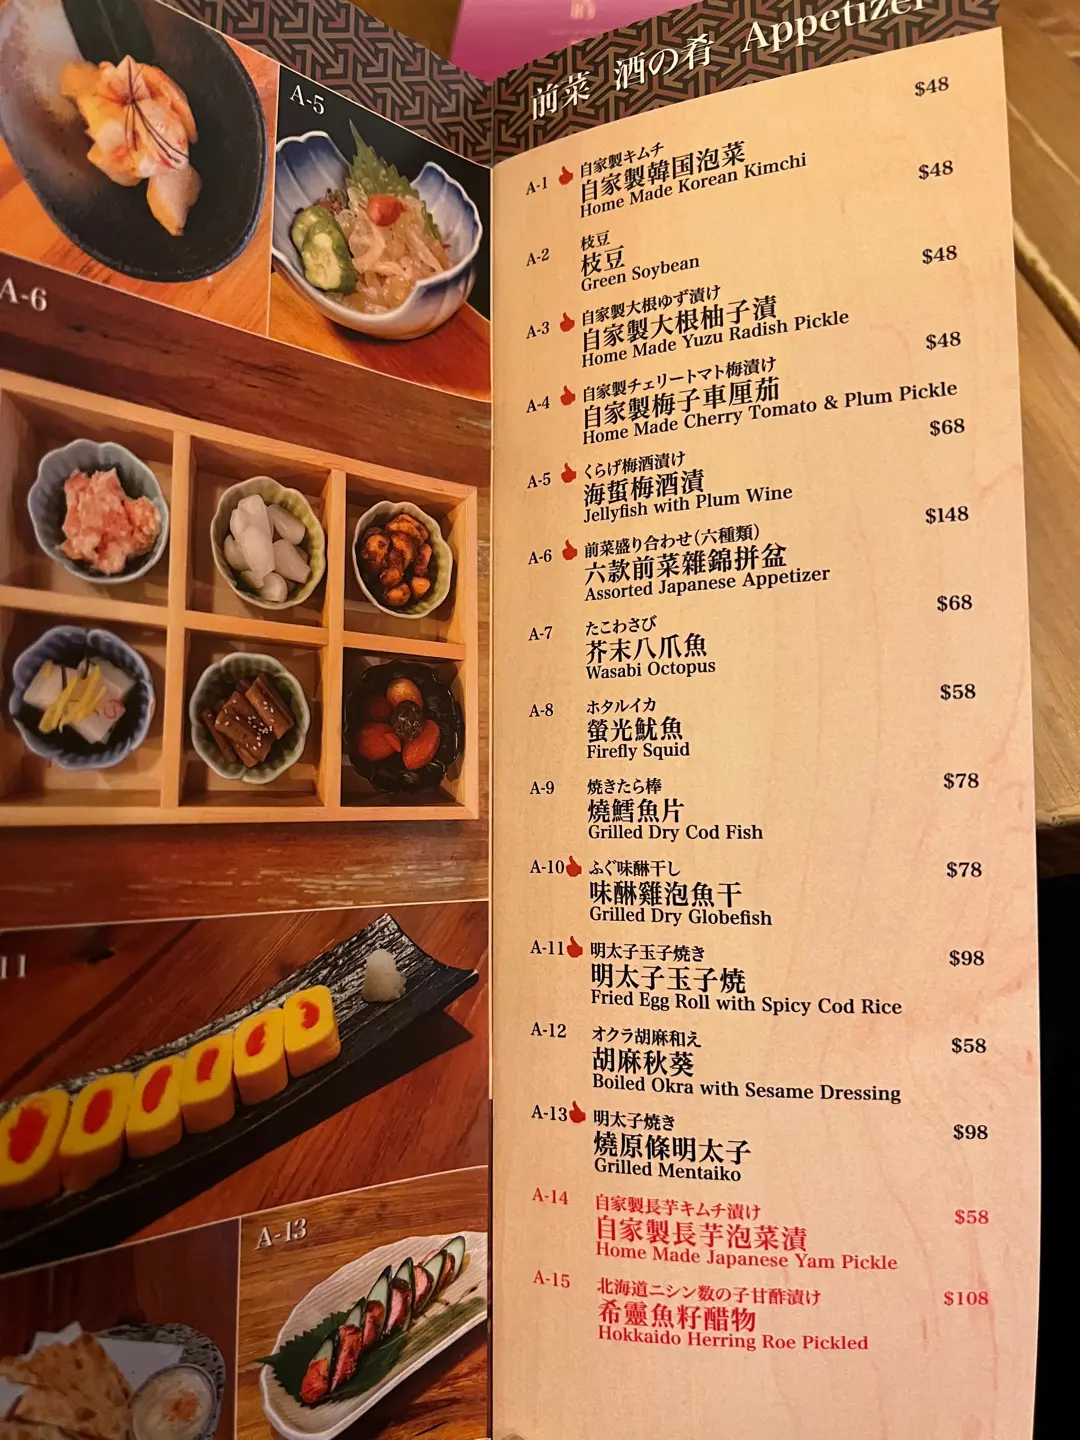 前菜 酒の肴 Appetizer
A-1 自家製キムチ $48
自家製韓国泡菜
Home Made Korean Kimchi
A-2 枝豆 $48
枝豆
Green Soybean
A-3 自家製大根ゆず漬け $48
自家製大根柚子漬
Home Made Yuzu Radish Pickle
A-4 自家製チェリートマト梅漬け $48
自家製梅子車厘茄
Home Made Cherry Tomato & Plum Pickle
A-5 くらげ梅酒漬け $68
海蜇梅酒漬
Jellyfish with Plum Wine
A-6 前菜盛り合わせ(六種類) $148
六款前菜雜錦拼盆
Assorted Japanese Appetizer
A-7 たこわさび $68
芥末八爪魚
Wasabi Octopus
A-8 ホタルイカ $58
螢光魷魚
Firefly Squid
A-9 焼きたら棒 $78
燒鱈魚片
Grilled Dry Cod Fish
A-10 ふぐ味醂干し $78
味醂雞泡魚干
Grilled Dry Globefish
A-11 明太子玉子焼き $98
明太子玉子燒
Fried Egg Roll with Spicy Cod Rice
A-12 オクラ胡麻和え $58
胡麻秋葵
Boiled Okra with Sesame Dressing
A-13 明太子焼き $98
燒原條明太子
Grilled Mentaiko
A-14 自家製長芋キムチ漬け $58
自家製長芋泡菜漬
Home Made Japanese Yam Pickle
A-15 北海道ニシン数の子甘酢漬け $108
希靈魚籽醋物
Hokkaido Herring Roe Pickled
A-5
A-6
11
A-13